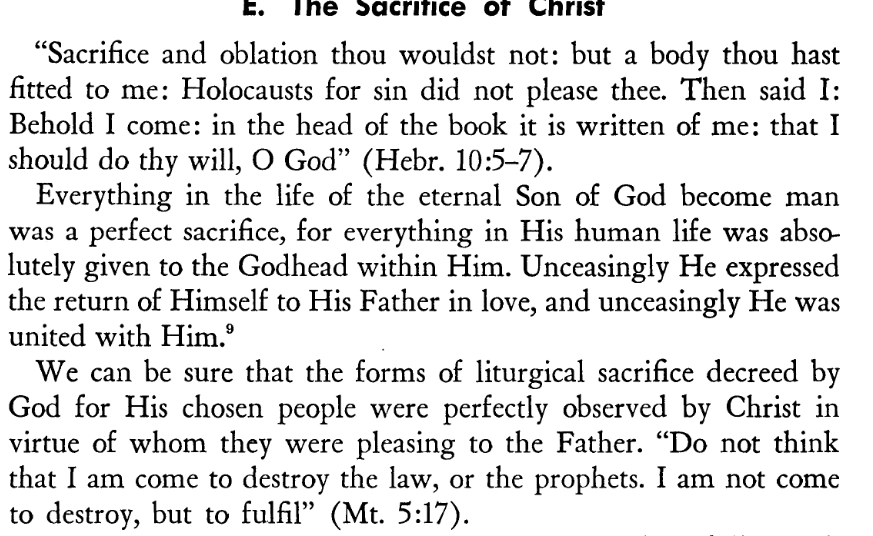 E. The Sacrifice of Christ
“Sacrifice and oblation thou wouldst not: but a body thou hast
fitted to me: Holocausts for sin did not please thee. Then said I:
Behold I come: in the head of the book it is written of me: that I
should do thy will, O God” (Hebr. 10:5–7).
Everything in the life of the eternal Son of God become man
was a perfect sacrifice, for everything in His human life was abso-
lutely given to the Godhead within Him. Unceasingly He expressed
the return of Himself to His Father in love, and unceasingly He was
united with Him.⁹
We can be sure that the forms of liturgical sacrifice decreed by
God for His chosen people were perfectly observed by Christ in
virtue of whom they were pleasing to the Father. “Do not think
that I am come to destroy the law, or the prophets. I am not come
to destroy, but to fulfil” (Mt. 5:17).